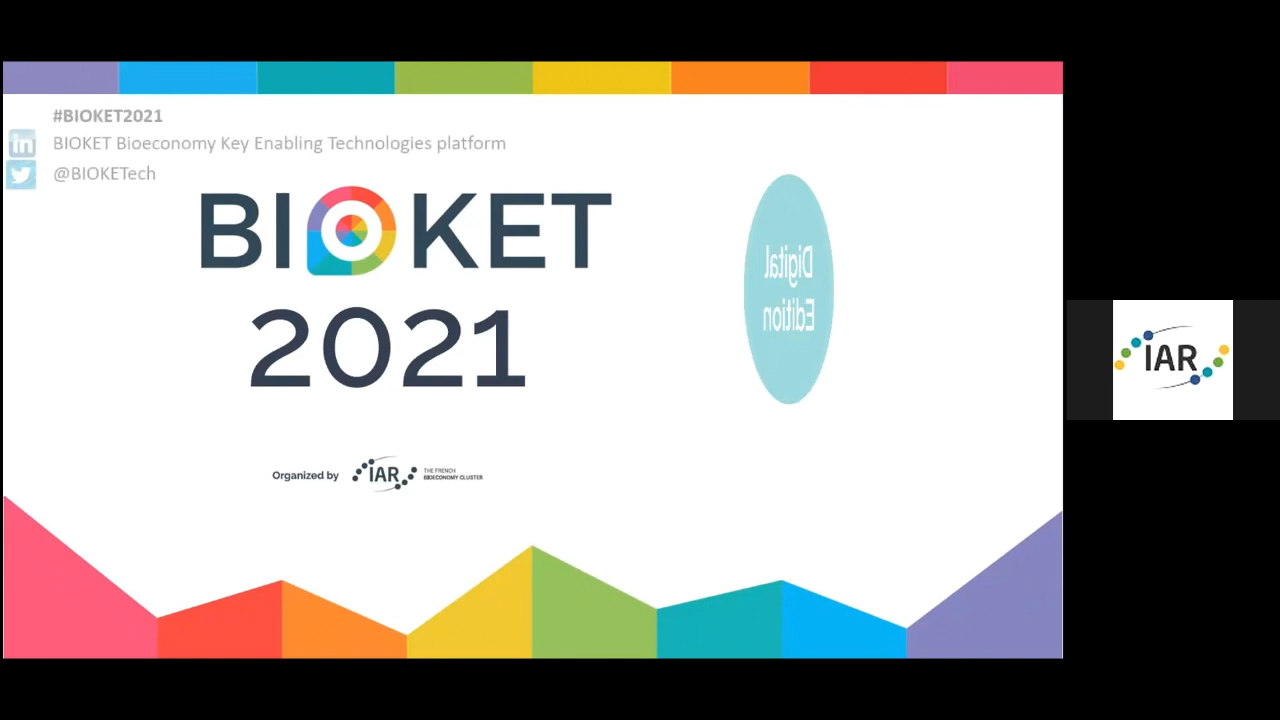 #BIOKET2021
in
BIOKET Bioeconomy Key Enabling Technologies platform
@BIOKETech
BIOKET
2021
Digital
Edition
Organized by
IAR
THE FRENCH
BIOECONOMY CLUSTER
IAR